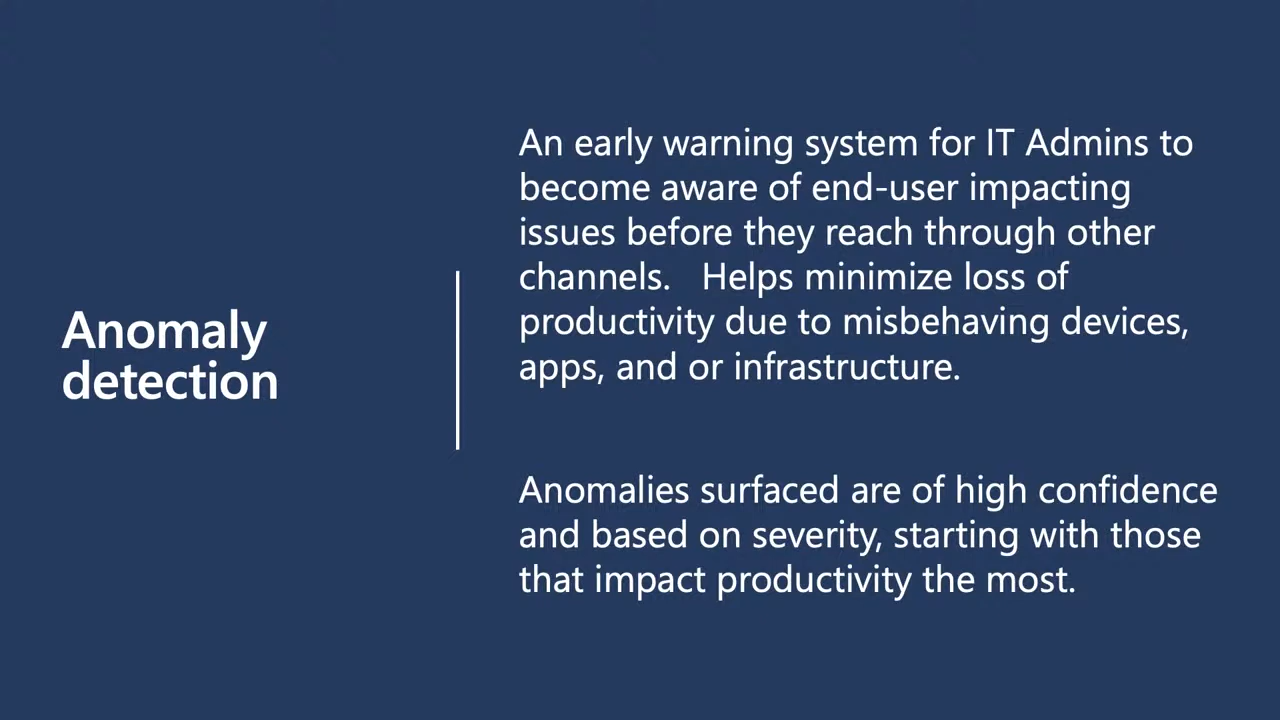 Anomaly
detection
An early warning system for IT Admins to
become aware of end-user impacting
issues before they reach through other
channels.   Helps minimize loss of
productivity due to misbehaving devices,
apps, and or infrastructure.
Anomalies surfaced are of high confidence
and based on severity, starting with those
that impact productivity the most.